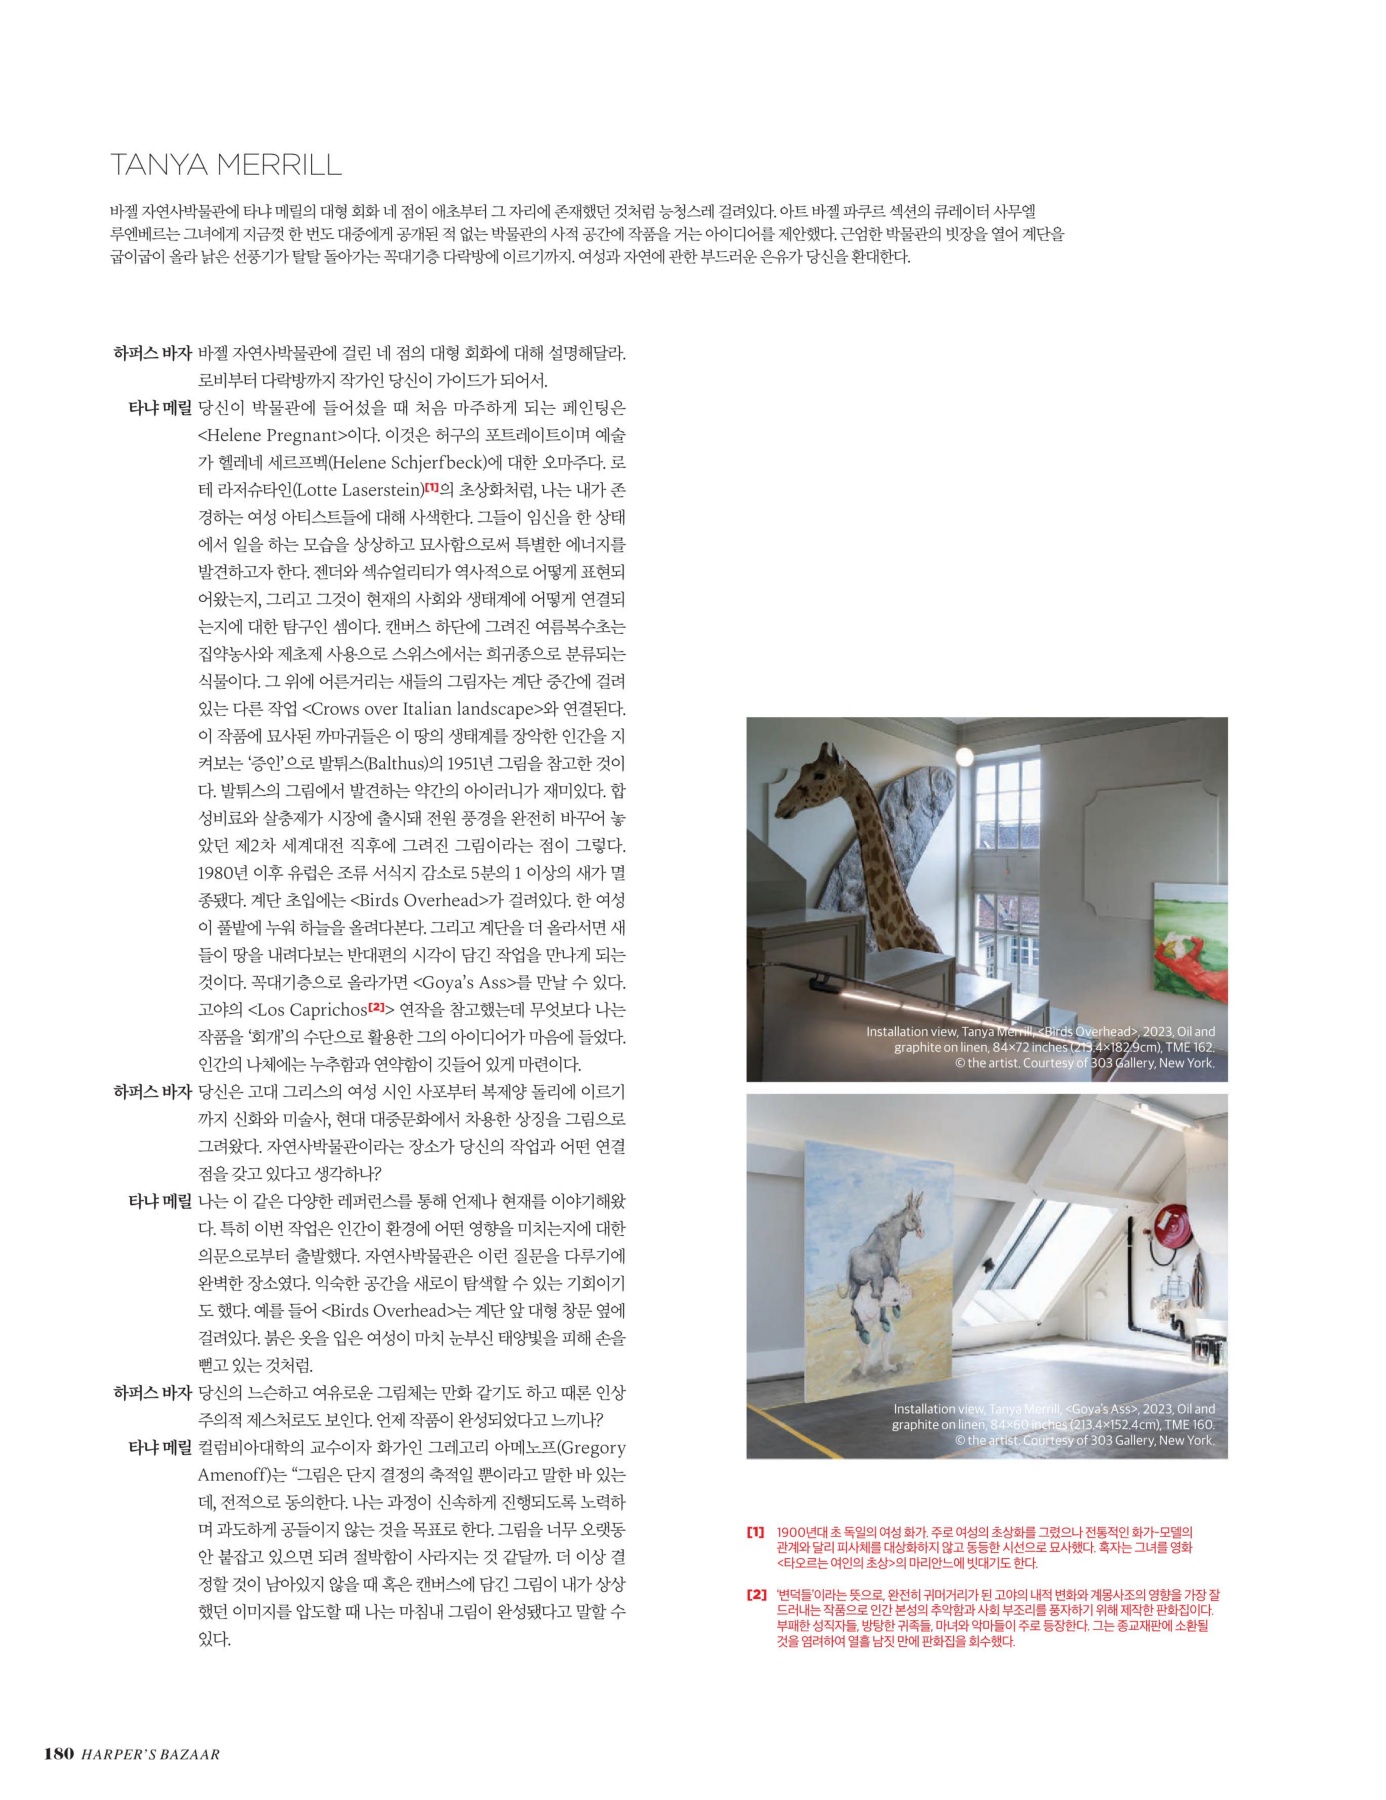 TANYA MERRILL
바젤 자연사박물관에 타냐 메릴의 대형 회화 네 점이 애초부터 그 자리에 존재했던 것처럼 능청스레 걸려있다. 아트 바젤 파쿠르 섹션의 큐레이터 사무엘
루엔베르는 그녀에게 지금껏 한 번도 대중에게 공개된 적 없는 박물관의 사적 공간에 작품을 거는 아이디어를 제안했다. 근엄한 박물관의 빗장을 열어 계단을
굽이굽이 올라 낡은 선풍기가 탈탈 돌아가는 꼭대기층 다락방에 이르기까지. 여성과 자연에 관한 부드러운 은유가 당신을 환대한다.
하퍼스 바자 바젤 자연사박물관에 걸린 네 점의 대형 회화에 대해 설명해달라.
로비부터 다락방까지 작가인 당신이 가이드가 되어서.
타냐 메릴 당신이 박물관에 들어섰을 때 처음 마주하게 되는 페인팅은
<Helene Pregnant>이다. 이것은 허구의 포트레이트이며 예술
가 헬레네 세르프벡(Helene Schjerfbeck)에 대한 오마주다. 로
테 라저슈타인(Lotte Laserstein)[1]의 초상화처럼, 나는 내가 존
경하는 여성 아티스트들에 대해 사색한다. 그들이 임신을 한 상태
에서 일을 하는 모습을 상상하고 묘사함으로써 특별한 에너지를
발견하고자 한다. 젠더와 섹슈얼리티가 역사적으로 어떻게 표현되
어왔는지, 그리고 그것이 현재의 사회와 생태계에 어떻게 연결되
는지에 대한 탐구인 셈이다. 캔버스 하단에 그려진 여름복수초는
집약농사와 제초제 사용으로 스위스에서는 희귀종으로 분류되는
식물이다. 그 위에 어른거리는 새들의 그림자는 계단 중간에 걸려
있는 다른 작업 <Crows over Italian landscape>와 연결된다.
이 작품에 묘사된 까마귀들은 이 땅의 생태계를 장악한 인간을 지
켜보는 ‘증인’으로 발튀스(Balthus)의 1951년 그림을 참고한 것이
다. 발튀스의 그림에서 발견하는 약간의 아이러니가 재미있다. 합
성비료와 살충제가 시장에 출시돼 전원 풍경을 완전히 바꾸어 놓
았던 제2차 세계대전 직후에 그려진 그림이라는 점이 그렇다.
1980년 이후 유럽은 조류 서식지 감소로 5분의 1 이상의 새가 멸
종됐다. 계단 초입에는 <Birds Overhead>가 걸려있다. 한 여성
이 풀밭에 누워 하늘을 올려다본다. 그리고 계단을 더 올라서면 새
들이 땅을 내려다보는 반대편의 시각이 담긴 작업을 만나게 되는
것이다. 꼭대기층으로 올라가면 <Goya’s Ass>를 만날 수 있다.
고야의 <Los Caprichos[2]> 연작을 참고했는데 무엇보다 나는
작품을 ‘회개’의 수단으로 활용한 그의 아이디어가 마음에 들었다.
인간의 나체에는 누추함과 연약함이 깃들어 있게 마련이다.
하퍼스 바자 당신은 고대 그리스의 여성 시인 사포부터 복제양 돌리에 이르기
까지 신화와 미술사, 현대 대중문화에서 차용한 상징을 그림으로
그려왔다. 자연사박물관이라는 장소가 당신의 작업과 어떤 연결
점을 갖고 있다고 생각하나?
타냐 메릴 나는 이 같은 다양한 레퍼런스를 통해 언제나 현재를 이야기해왔
다. 특히 이번 작업은 인간이 환경에 어떤 영향을 미치는지에 대한
의문으로부터 출발했다. 자연사박물관은 이런 질문을 다루기에
완벽한 장소였다. 익숙한 공간을 새로이 탐색할 수 있는 기회이기
도 했다. 예를 들어 <Birds Overhead>는 계단 앞 대형 창문 옆에
걸려있다. 붉은 옷을 입은 여성이 마치 눈부신 태양빛을 피해 손을
뻗고 있는 것처럼.
하퍼스 바자 당신의 느슨하고 여유로운 그림체는 만화 같기도 하고 때론 인상
주의적 제스처로도 보인다. 언제 작품이 완성되었다고 느끼나?
타냐 메릴 컬럼비아대학의 교수이자 화가인 그레고리 아메노프(Gregory
Amenoff)는 “그림은 단지 결정의 축적일 뿐이라고 말한 바 있는
데, 전적으로 동의한다. 나는 과정이 신속하게 진행되도록 노력하
며 과도하게 공들이지 않는 것을 목표로 한다. 그림을 너무 오랫동
안 붙잡고 있으면 되려 절박함이 사라지는 것 같달까. 더 이상 결
정할 것이 남아있지 않을 때 혹은 캔버스에 담긴 그림이 내가 상상
했던 이미지를 압도할 때 나는 마침내 그림이 완성됐다고 말할 수
있다.
Installation view, Tanya Merrill, <Birds Overhead>, 2023, Oil and
graphite on linen, 84×72 inches (213.4×182.9cm), TME 162.
© the artist. Courtesy of 303 Gallery, New York.
Installation view, Tanya Merrill, <Goya’s Ass>, 2023, Oil and
graphite on linen, 84×60 inches (213.4×152.4cm), TME 160.
© the artist. Courtesy of 303 Gallery, New York.
[1] 1900년대 초 독일의 여성 화가. 주로 여성의 초상화를 그렸으나 전통적인 화가-모델의
관계와 달리 피사체를 대상화하지 않고 동등한 시선으로 묘사했다. 혹자는 그녀를 영화
<타오르는 여인의 초상>의 마리안느에 빗대기도 한다.
[2] ‘변덕들’이라는 뜻으로, 완전히 귀머거리가 된 고야의 내적 변화와 계몽사조의 영향을 가장 잘
드러내는 작품으로 인간 본성의 추악함과 사회 부조리를 풍자하기 위해 제작한 판화집이다.
부패한 성직자들, 방탕한 귀족들, 마녀와 악마들이 주로 등장한다. 그는 종교재판에 소환될
것을 염려하여 열흘 남짓 만에 판화집을 회수했다.
180 HARPER’S BAZAAR